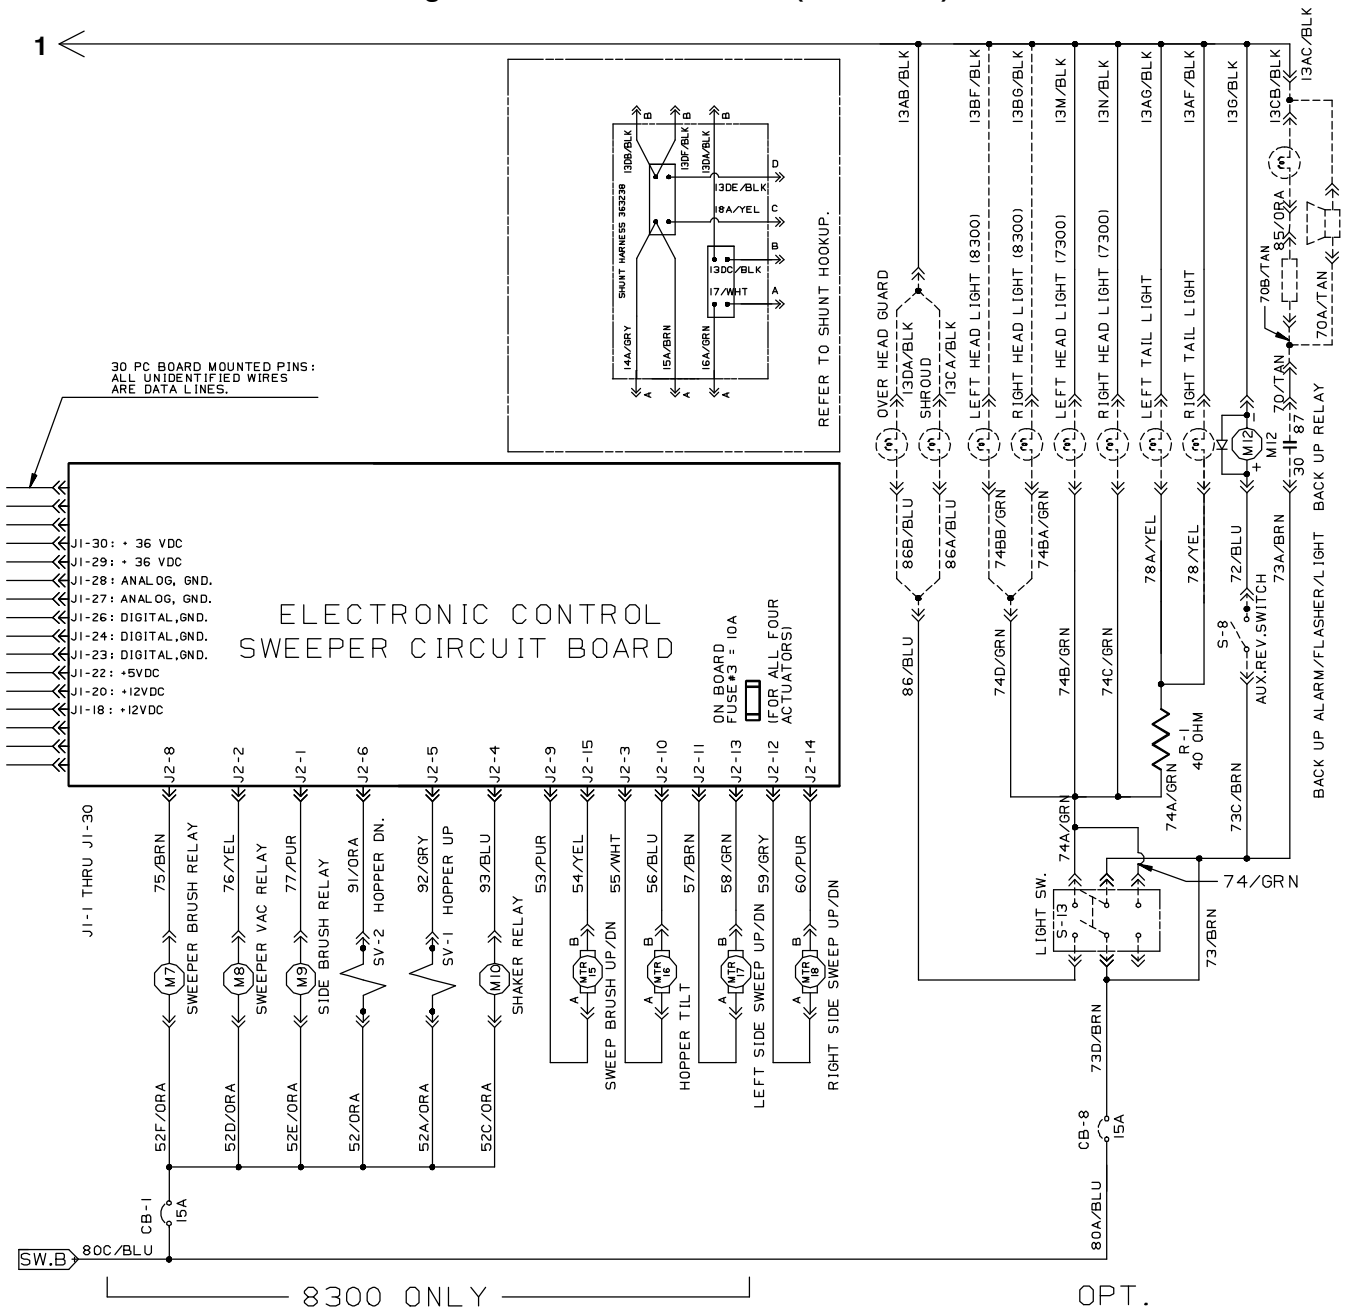 1
13AB/BLK
13BF/BLK
13BG/BLK
13M/BLK
13N/BLK
13AG/BLK
13AF/BLK
13G/BLK
13CB/BLK
13AC/BLK
B
B
B
13DB/BLK
13DF/BLK
13DA/BLK
D
13DE/BLK
18A/YEL
C
B
13DC/BLK
17/WHT
A
SHUNT HARNESS 363238
14A/GRY
15A/BRN
16A/GRN
A
A
A
REFER TO SHUNT HOOKUP.
OVER HEAD GUARD
13DA/BLK
SHROUD
13CA/BLK
LEFT HEAD LIGHT (8300)
RIGHT HEAD LIGHT (8300)
LEFT HEAD LIGHT (7300)
RIGHT HEAD LIGHT (7300)
LEFT TAIL LIGHT
RIGHT TAIL LIGHT
85/ORA
70B/TAN
70A/TAN
70/TAN
M12
-
+
M12
30
87
BACK UP ALARM/FLASHER/LIGHT BACK UP RELAY
30 PC BOARD MOUNTED PINS:
ALL UNIDENTIFIED WIRES
ARE DATA LINES.
J1-30: + 36 VDC
J1-29: + 36 VDC
J1-28: ANALOG, GND.
J1-27: ANALOG, GND.
J1-26: DIGITAL,GND.
J1-24: DIGITAL,GND.
J1-23: DIGITAL,GND.
J1-22: +5VDC
J1-20: +12VDC
J1-18: +12VDC
ELECTRONIC CONTROL
SWEEPER CIRCUIT BOARD
ON BOARD
FUSE#3 = 10A
(FOR ALL FOUR
ACTUATORS)
86B/BLU
86A/BLU
74BB/GRN
74BA/GRN
78A/YEL
78/YEL
72/BLU
73A/BRN
S-8
AUX.REV.SWITCH
86/BLU
74D/GRN
74B/GRN
74C/GRN
R-1
40 OHM
74A/GRN
74A/GRN
73C/BRN
74/GRN
J1-1 THRU J1-30
J2-8
J2-2
J2-1
J2-6
J2-5
J2-4
J2-9
J2-15
J2-3
J2-10
J2-11
J2-13
J2-12
J2-14
75/BRN
76/YEL
77/PUR
91/ORA
92/GRY
93/BLU
53/PUR
54/YEL
55/WHT
56/BLU
57/BRN
58/GRN
59/GRY
60/PUR
M7
SWEEPER BRUSH RELAY
M8
SWEEPER VAC RELAY
M9
SIDE BRUSH RELAY
SV-2 HOPPER DN.
SV-1 HOPPER UP
M10
SHAKER RELAY
B
MTR 15
A
SWEEP BRUSH UP/DN
B
MTR 16
A
HOPPER TILT
B
MTR 17
A
LEFT SIDE SWEEP UP/DN
B
MTR 18
A
RIGHT SIDE SWEEP UP/DN
LIGHT SW.
S-13
73/BRN
73D/BRN
CB-8
15A
80A/BLU
52F/ORA
52D/ORA
52E/ORA
52/ORA
52A/ORA
52C/ORA
CB-1
15A
SW.B
80C/BLU
8300 ONLY
OPT.